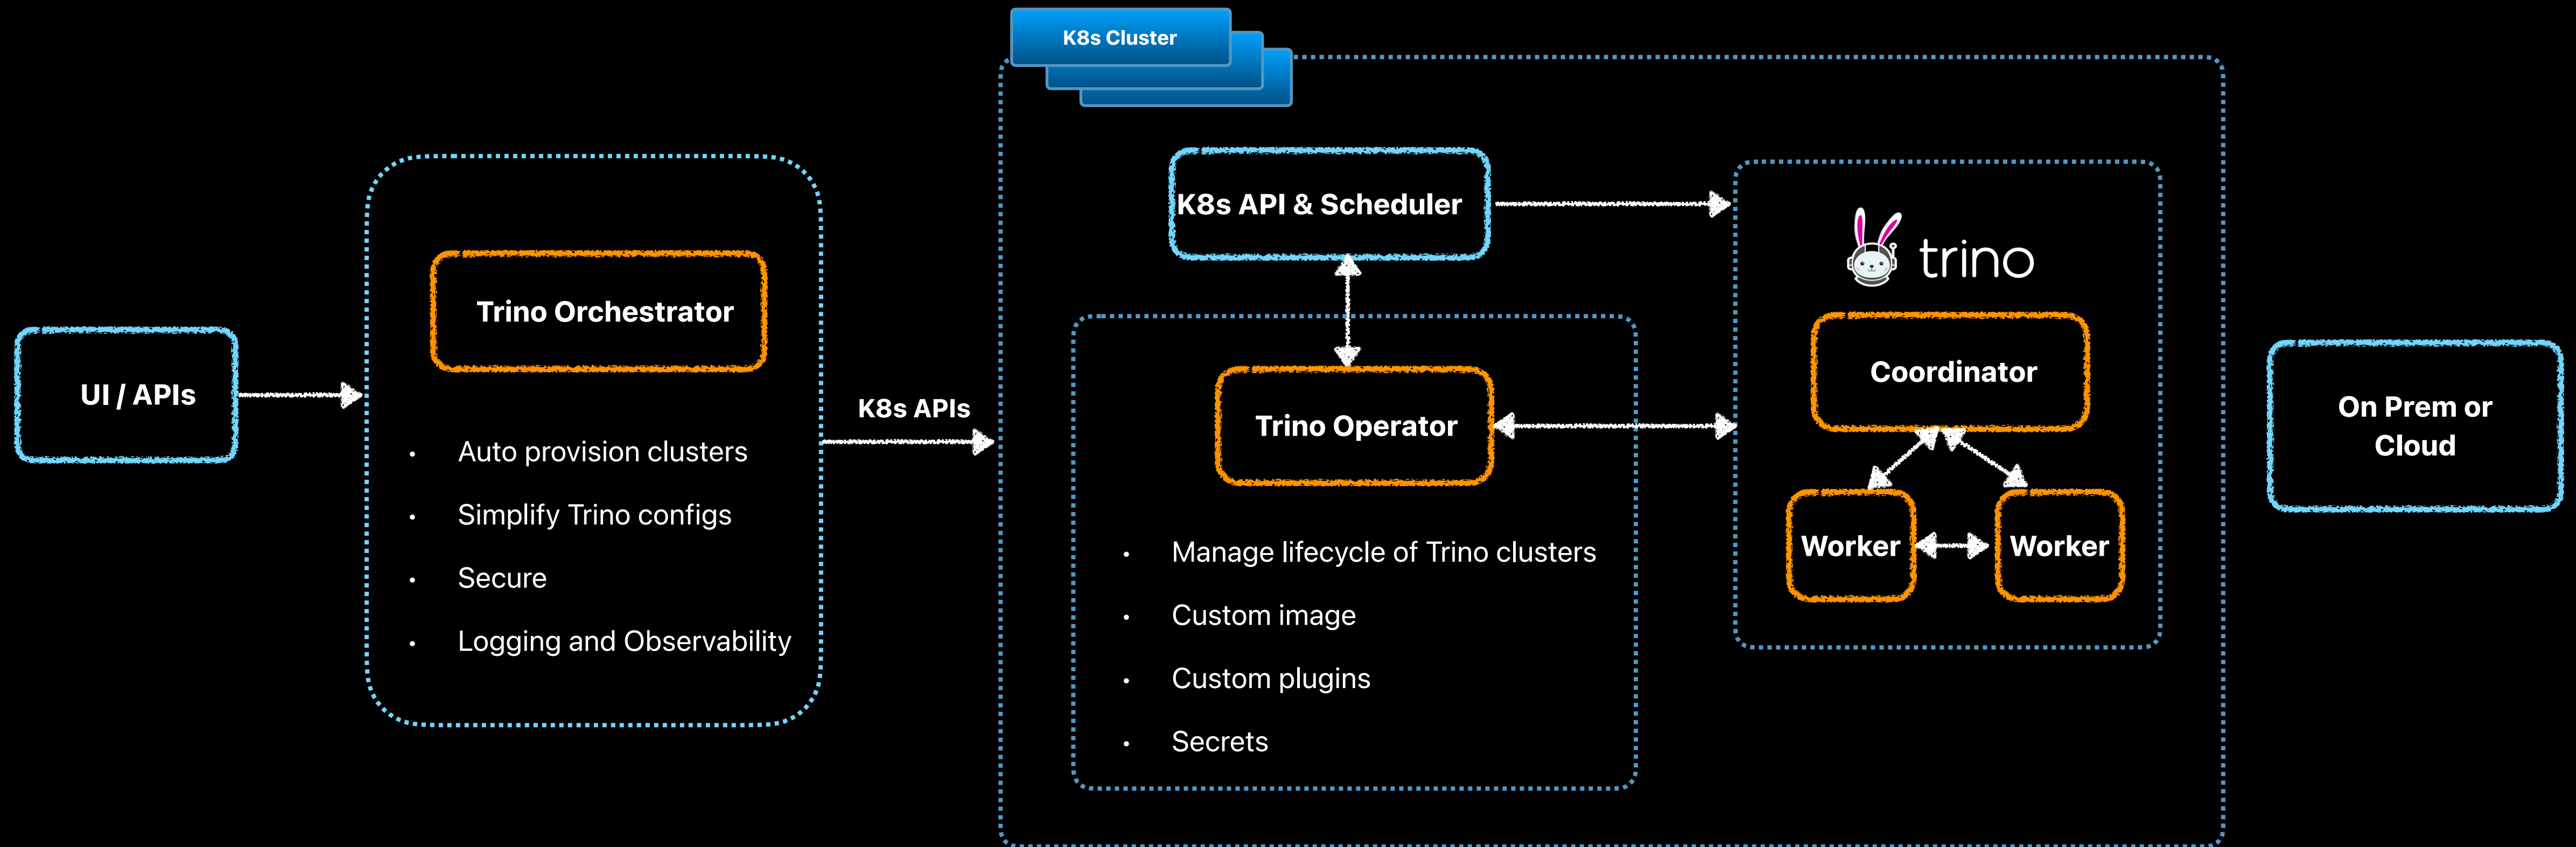 K8s Cluster
UI / APIs
Trino Orchestrator
• Auto provision clusters
• Simplify Trino configs
• Secure
• Logging and Observability
K8s APIs
K8s API & Scheduler
Trino Operator
• Manage lifecycle of Trino clusters
• Custom image
• Custom plugins
• Secrets
trino
Coordinator
Worker
Worker
On Prem or
Cloud